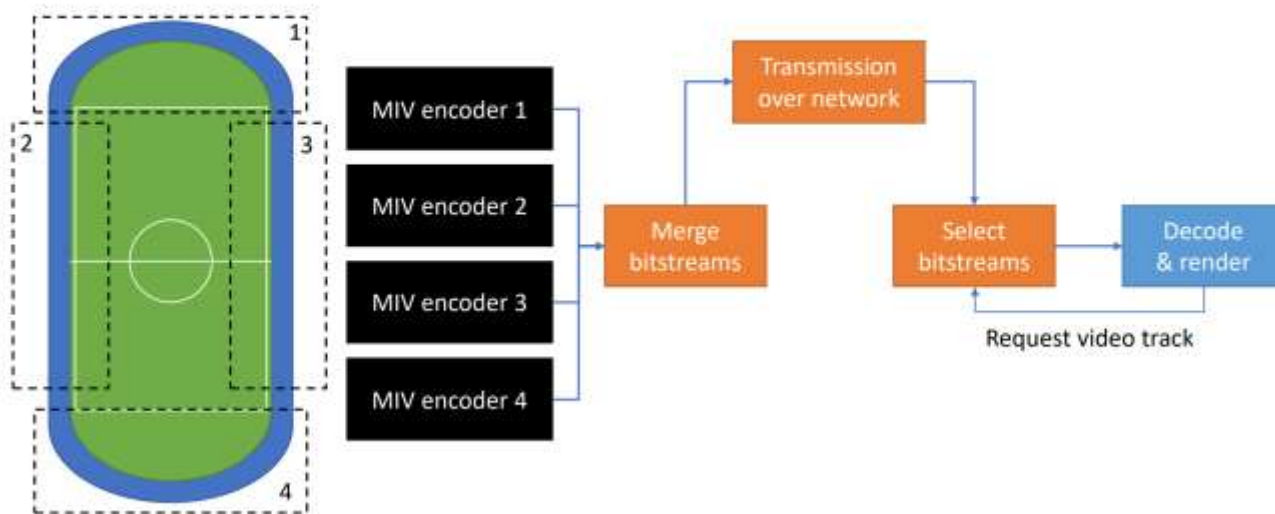 1
2
3
4
MIV encoder 1
MIV encoder 2
MIV encoder 3
MIV encoder 4
Merge
bitstreams
Transmission
over network
Select
bitstreams
Decode
& render
Request video track